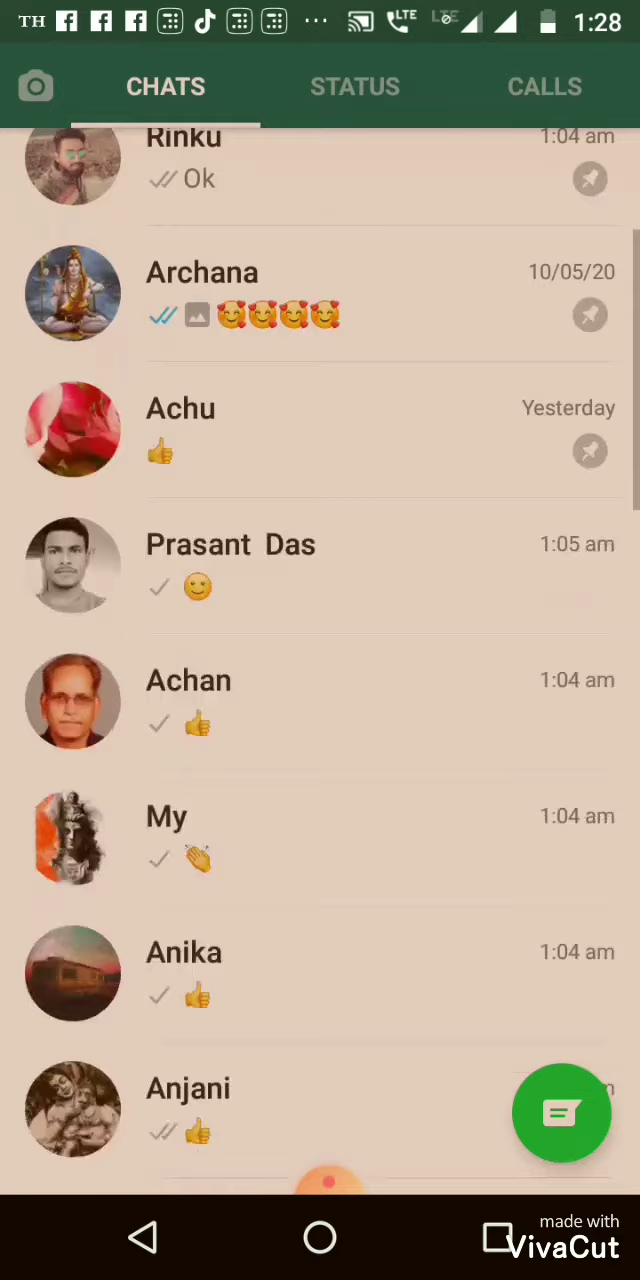 TH LTE LTE 1:28
CHATS STATUS CALLS
Rinku 1:04 am
Ok
Archana 10/05/20
Achu Yesterday
Prasant Das 1:05 am
Achan 1:04 am
My 1:04 am
Anika 1:04 am
Anjani
made with
VivaCut